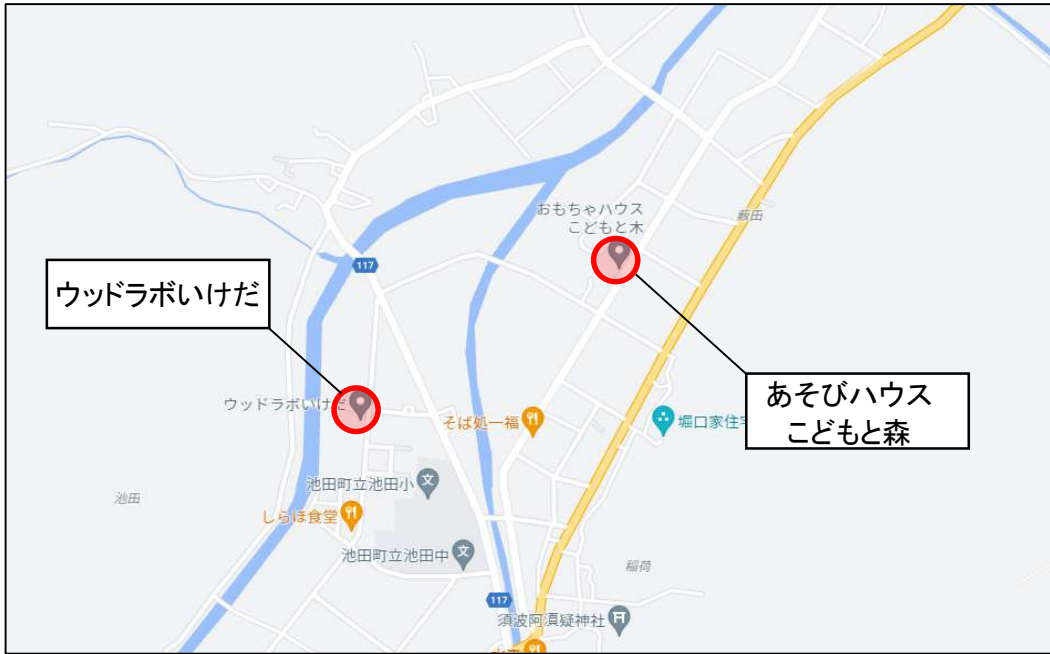 おもちゃハウス
こどもと木
薮田
117
ウッドラボいけだ
あそびハウス
こどもと森
ウッドラボいけだ
そば処一福
堀口家住宅
池田町立池田小
池田
しらほ食堂
池田町立池田中
稲荷
117
須波阿湏疑神社